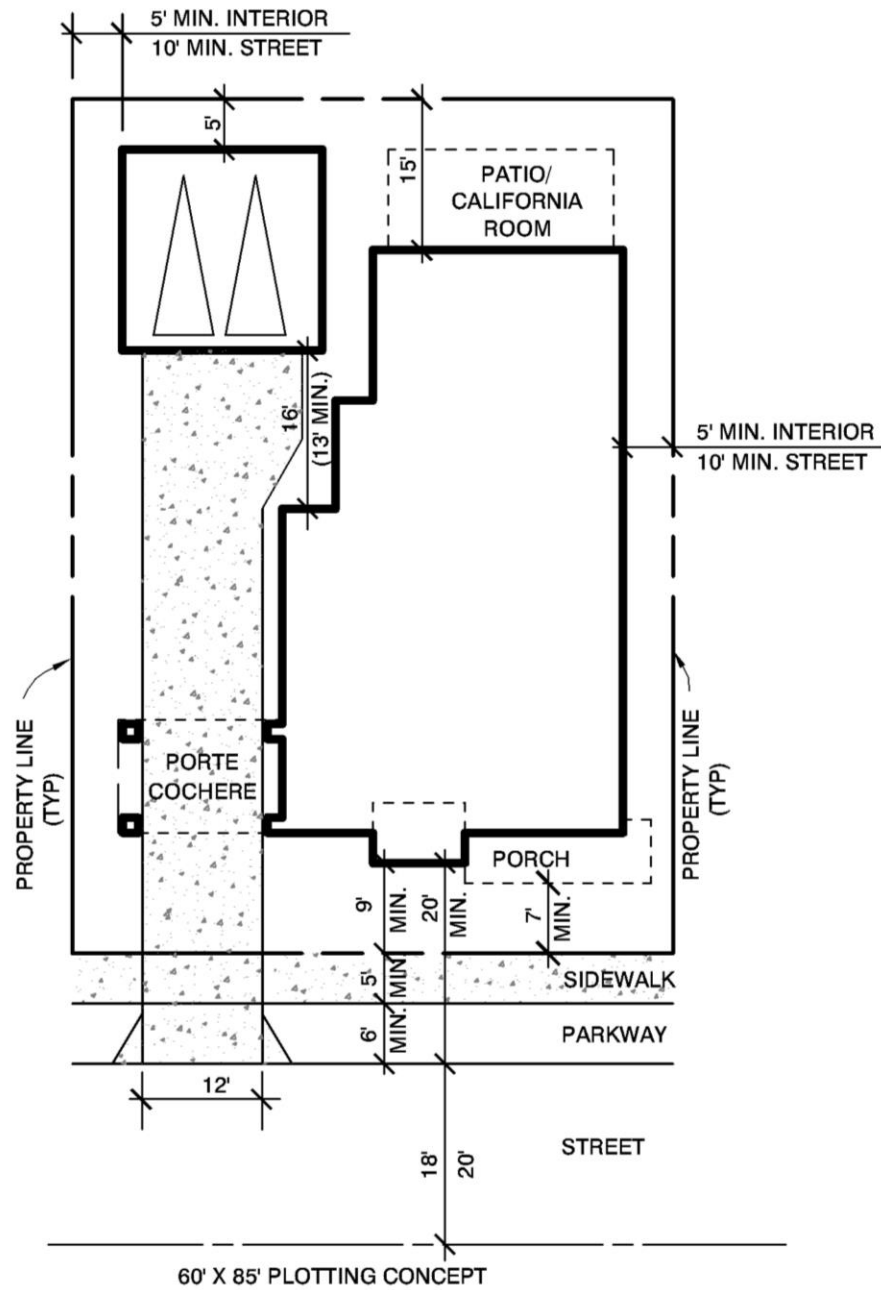 5' MIN. INTERIOR
10' MIN. STREET
5'
15'
PATIO/
CALIFORNIA
ROOM
16'
(13' MIN.)
5' MIN. INTERIOR
10' MIN. STREET
PROPERTY LINE
(TYP)
PORTE
COCHERE
PROPERTY LINE
(TYP)
PORCH
9'
MIN.
20'
MIN.
7'
MIN.
5'
MIN.
SIDEWALK
6'
MIN.
PARKWAY
12'
STREET
18'
20'
60' X 85' PLOTTING CONCEPT